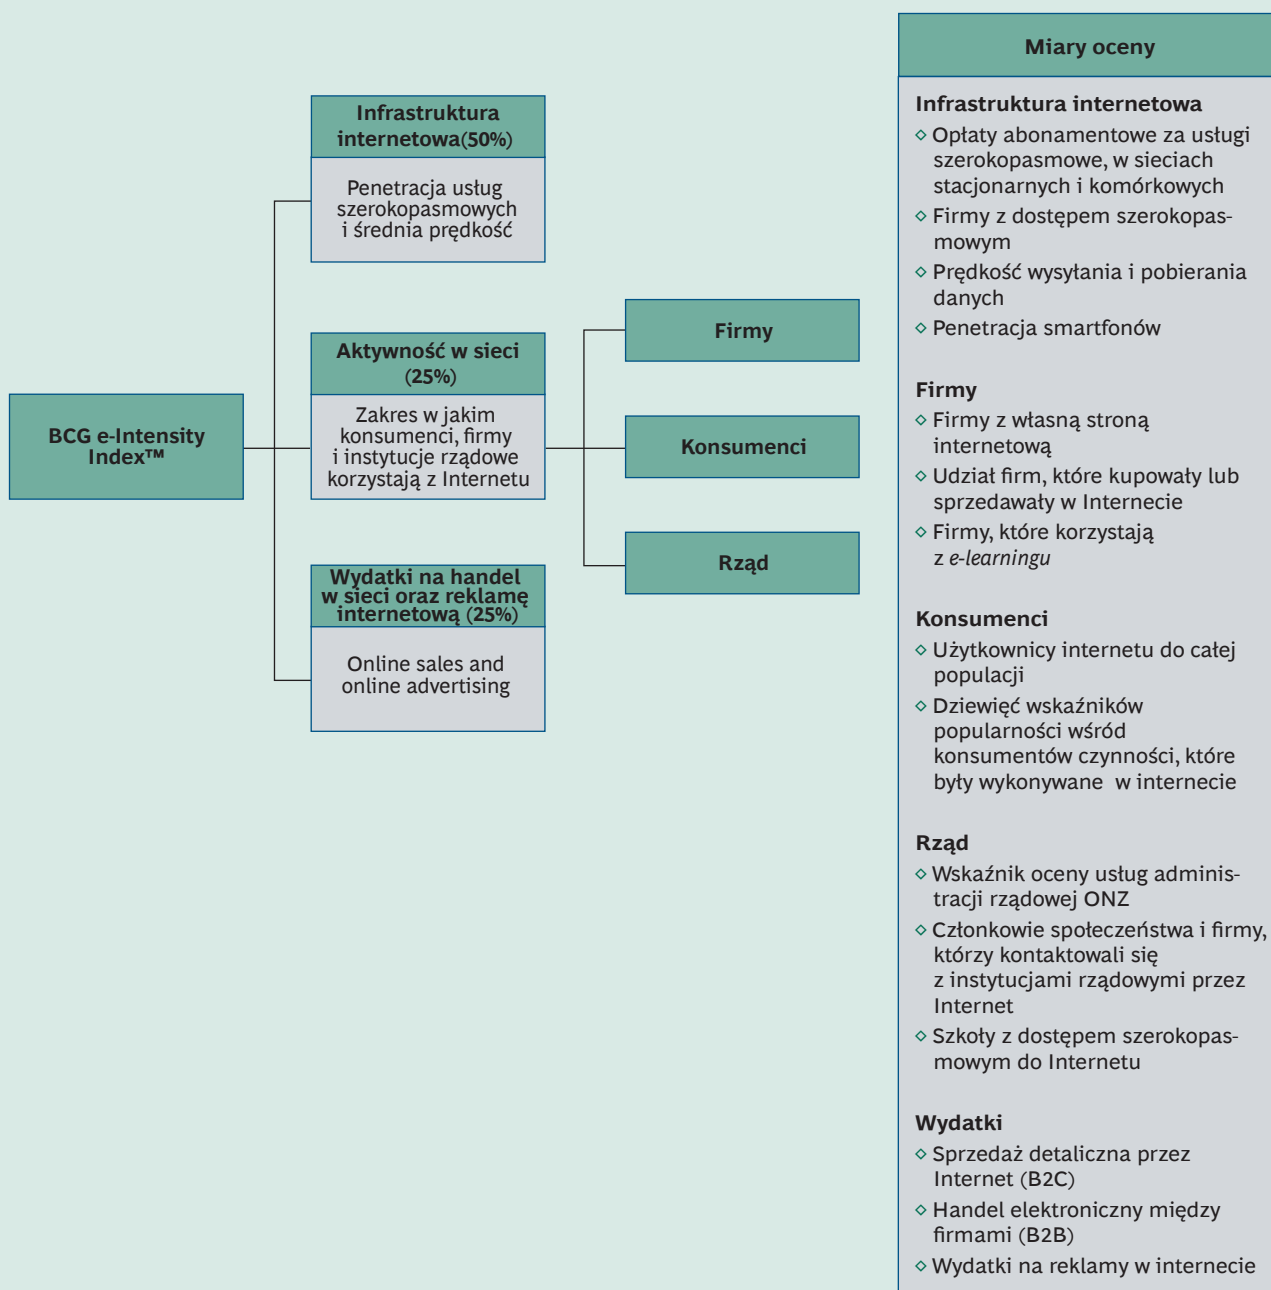 BCG e-Intensity
Index™
Infrastruktura
internetowa(50%)
Penetracja usług
szerokopasmowych
i średnia prędkość
Aktywność w sieci
(25%)
Zakres w jakim
konsumenci, firmy
i instytucje rządowe
korzystają z Internetu
Wydatki na handel
w sieci oraz reklamę
internetową (25%)
Online sales and
online advertising
Firmy
Konsumenci
Rząd
Miary oceny
Infrastruktura internetowa
◇ Opłaty abonamentowe za usługi
szerokopasmowe, w sieciach
stacjonarnych i komórkowych
◇ Firmy z dostępem szerokopas-
mowym
◇ Prędkość wysyłania i pobierania
danych
◇ Penetracja smartfonów
Firmy
◇ Firmy z własną stroną
internetową
◇ Udział firm, które kupowały lub
sprzedawały w Internecie
◇ Firmy, które korzystają
z e-learningu
Konsumenci
◇ Użytkownicy internetu do całej
populacji
◇ Dziewięć wskaźników
popularności wśród
konsumentów czynności, które
były wykonywane w internecie
Rząd
◇ Wskaźnik oceny usług adminis-
tracji rządowej ONZ
◇ Członkowie społeczeństwa i firmy,
którzy kontaktowali się
z instytucjami rządowymi przez
Internet
◇ Szkoły z dostępem szerokopas-
mowym do Internetu
Wydatki
◇ Sprzedaż detaliczna przez
Internet (B2C)
◇ Handel elektroniczny między
firmami (B2B)
◇ Wydatki na reklamy w internecie